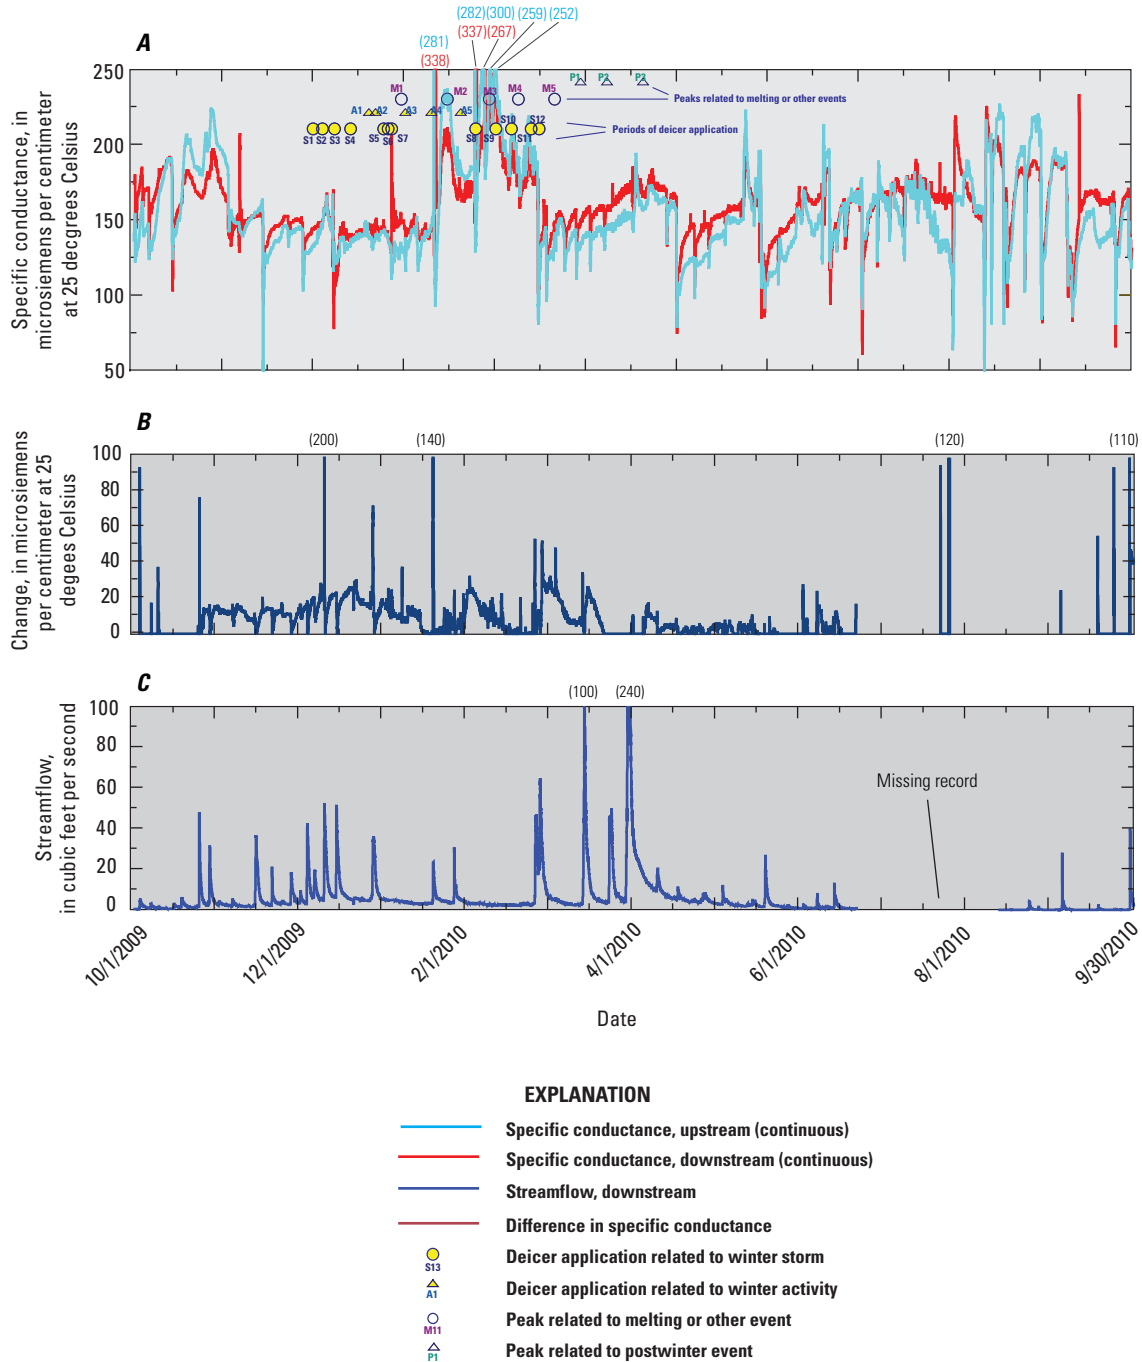 (282) (300) (259) (252)
(281) (337) (267)
(338)
A
250
200
150
100
50
Specific conductance, in
microsiemens per centimeter
at 25 decgrees Celsius
P1 P2 P3
M1 M2 M3 M4 M5
Peaks related to melting or other events
A1 A2 A3 A4 A5
S10 S12
Periods of deicer application
S1 S2 S3 S4 S5 S6 S7 S8 S9 S11
B
(200) (140) (120) (110)
100
80
60
40
20
0
Change, in microsiemens
per centimeter at 25
degees Celsius
C
(100) (240)
100
80
60
40
20
0
Streamflow,
in cubic feet per second
Missing record
10/1/2009 12/1/2009 2/1/2010 4/1/2010 6/1/2010 8/1/2010 9/30/2010
Date
EXPLANATION
Specific conductance, upstream (continuous)
Specific conductance, downstream (continuous)
Streamflow, downstream
Difference in specific conductance
S13 Deicer application related to winter storm
A1 Deicer application related to winter activity
M11 Peak related to melting or other event
P1 Peak related to postwinter event